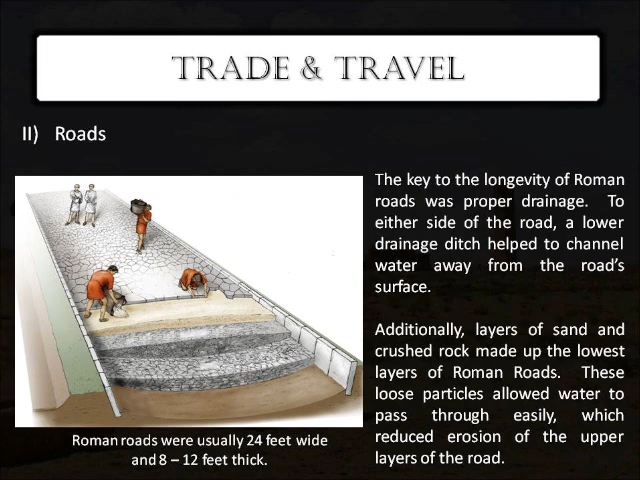 TRADE & TRAVEL
II) Roads
The key to the longevity of Roman
roads was proper drainage. To
either side of the road, a lower
drainage ditch helped to channel
water away from the road's
surface.
Additionally, layers of sand and
crushed rock made up the lowest
layers of Roman Roads. These
loose particles allowed water to
pass through easily, which
reduced erosion of the upper
layers of the road.
Roman roads were usually 24 feet wide
and 8 – 12 feet thick.